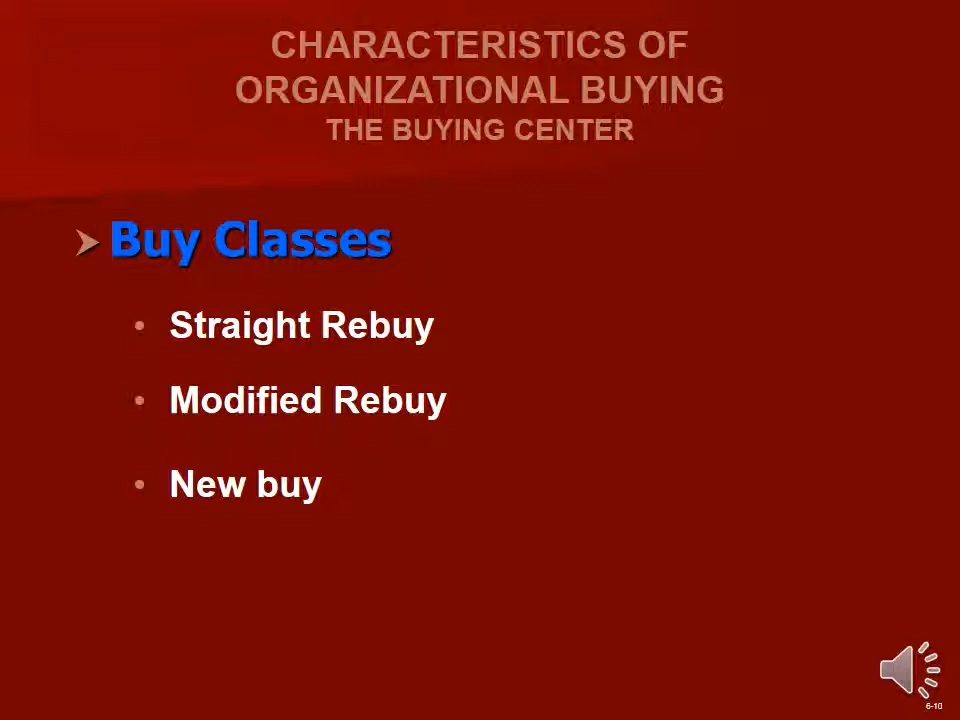 CHARACTERISTICS OF
ORGANIZATIONAL BUYING
THE BUYING CENTER
Buy Classes
• Straight Rebuy
• Modified Rebuy
• New buy
6-10